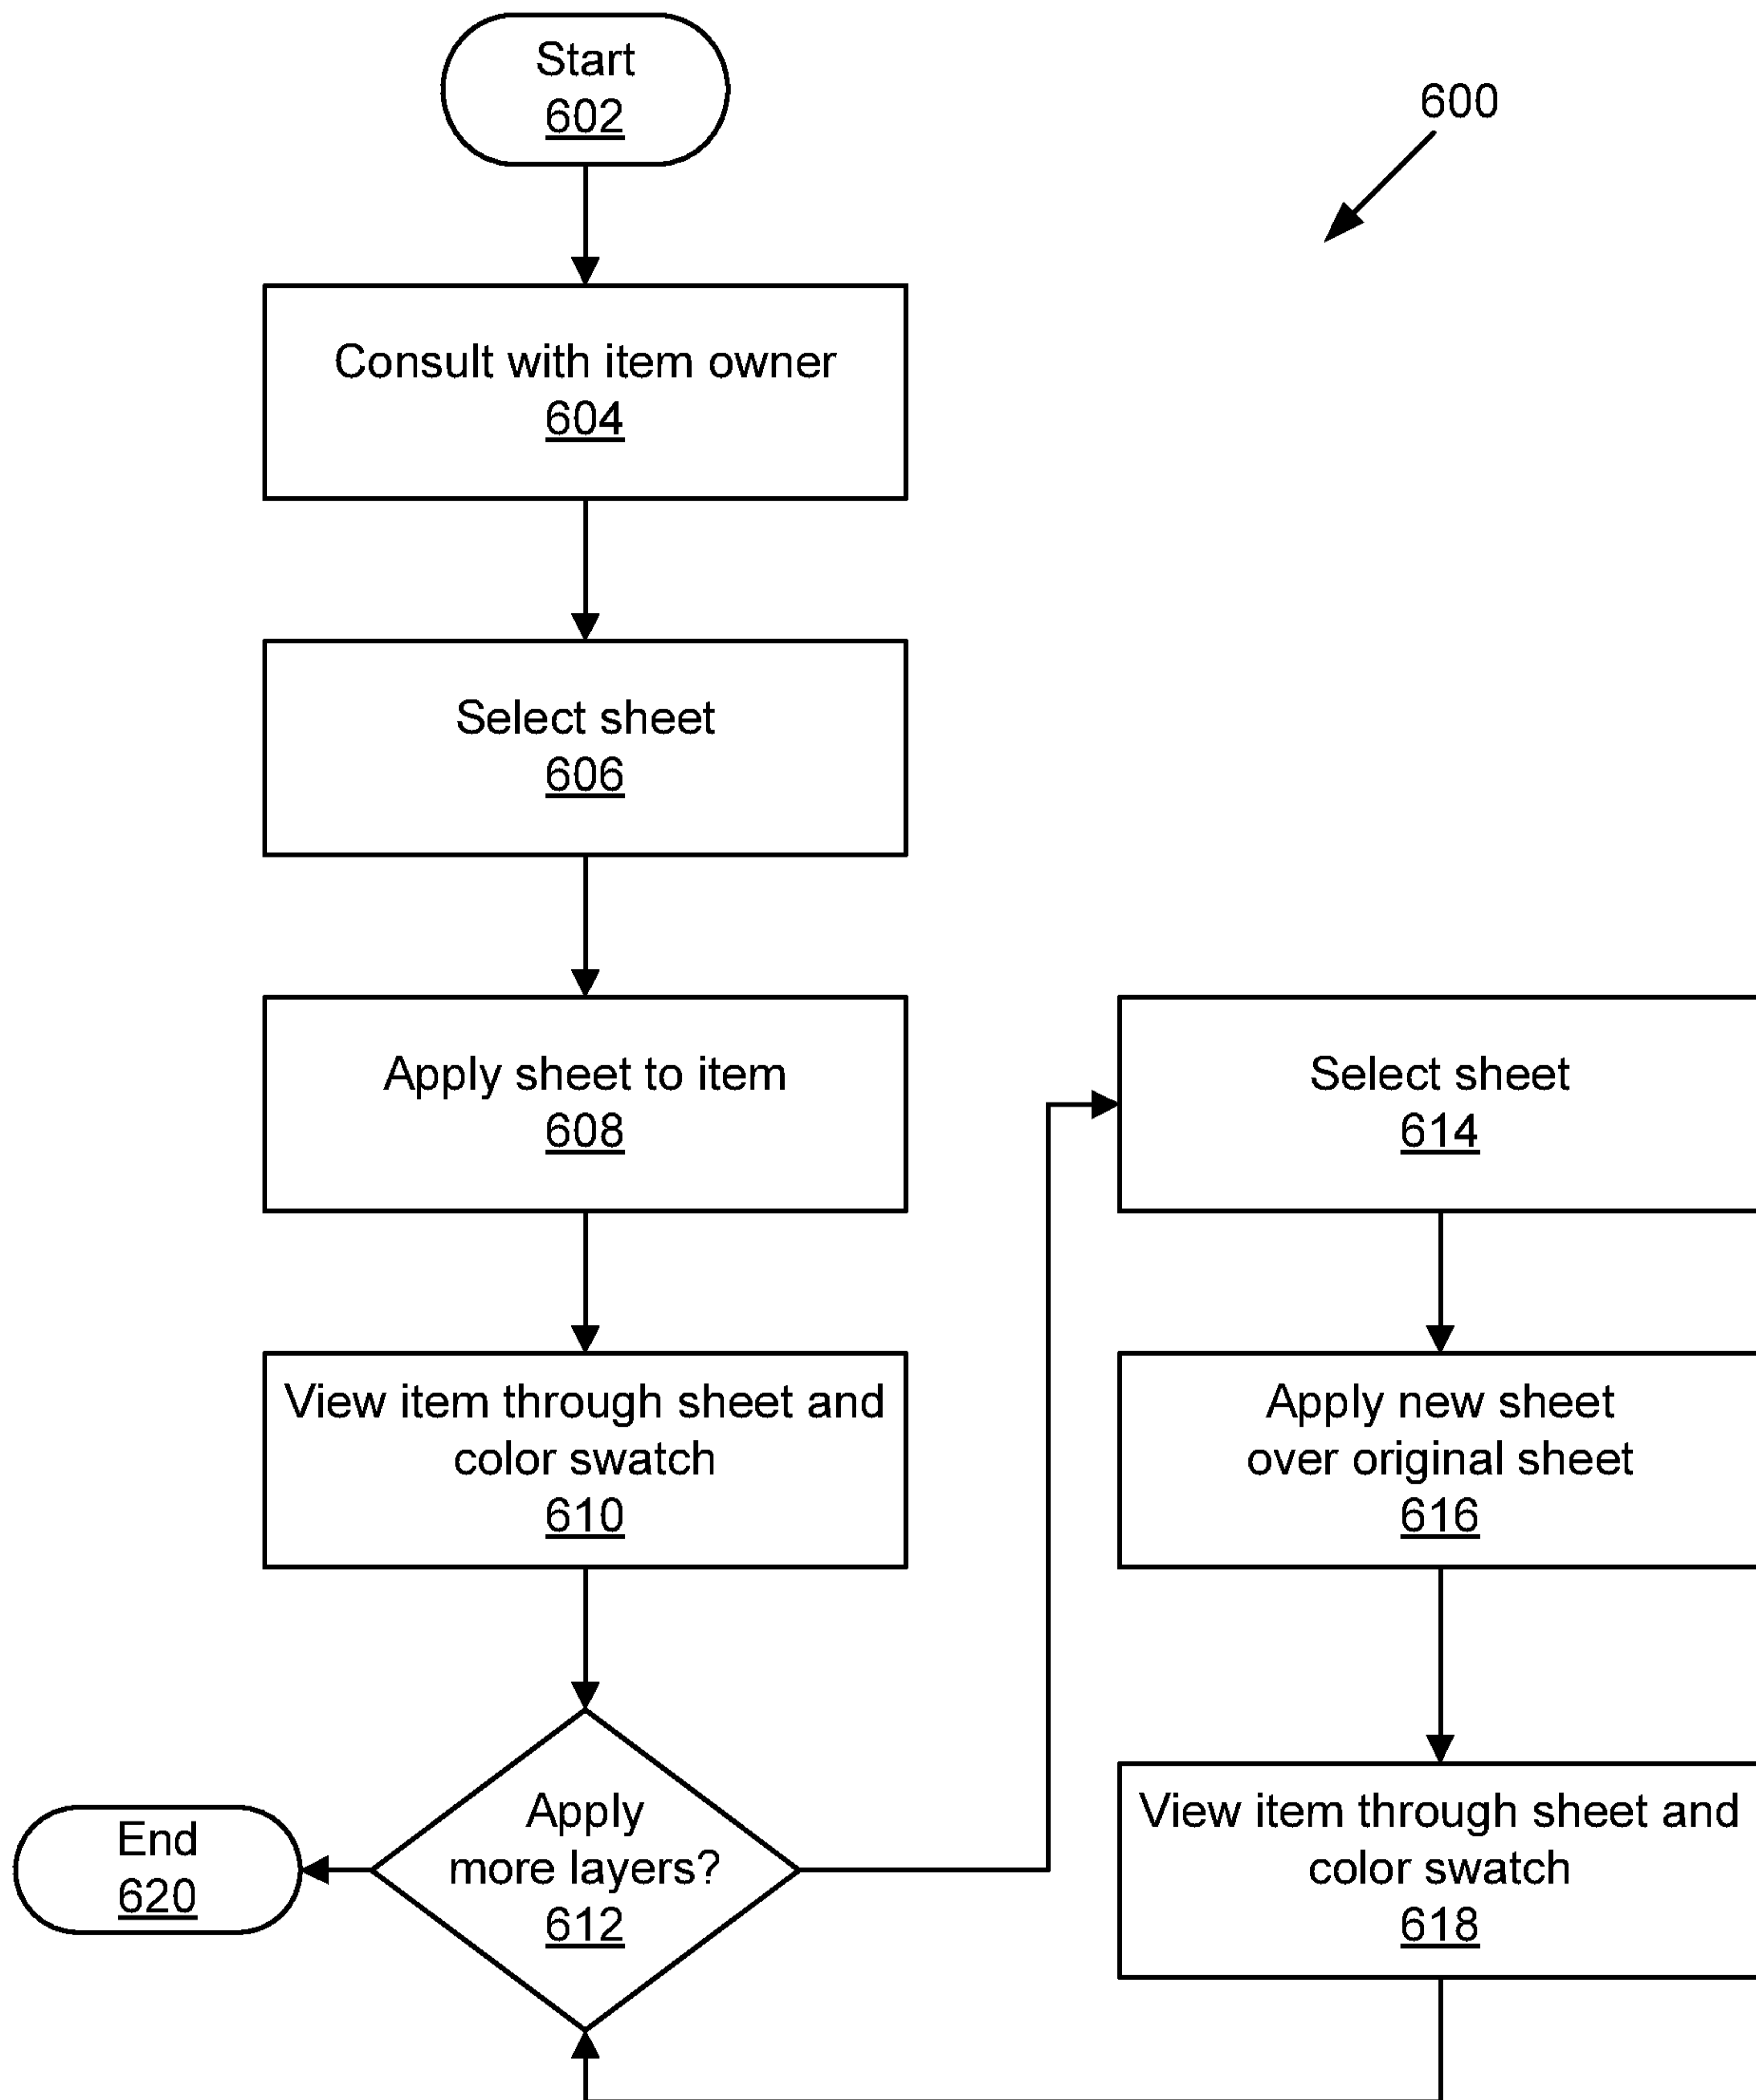 Start
602
600
Consult with item owner
604
Select sheet
606
Apply sheet to item
608
Select sheet
614
View item through sheet and
color swatch
610
Apply new sheet
over original sheet
616
Apply
more layers?
612
End
620
View item through sheet and
color swatch
618